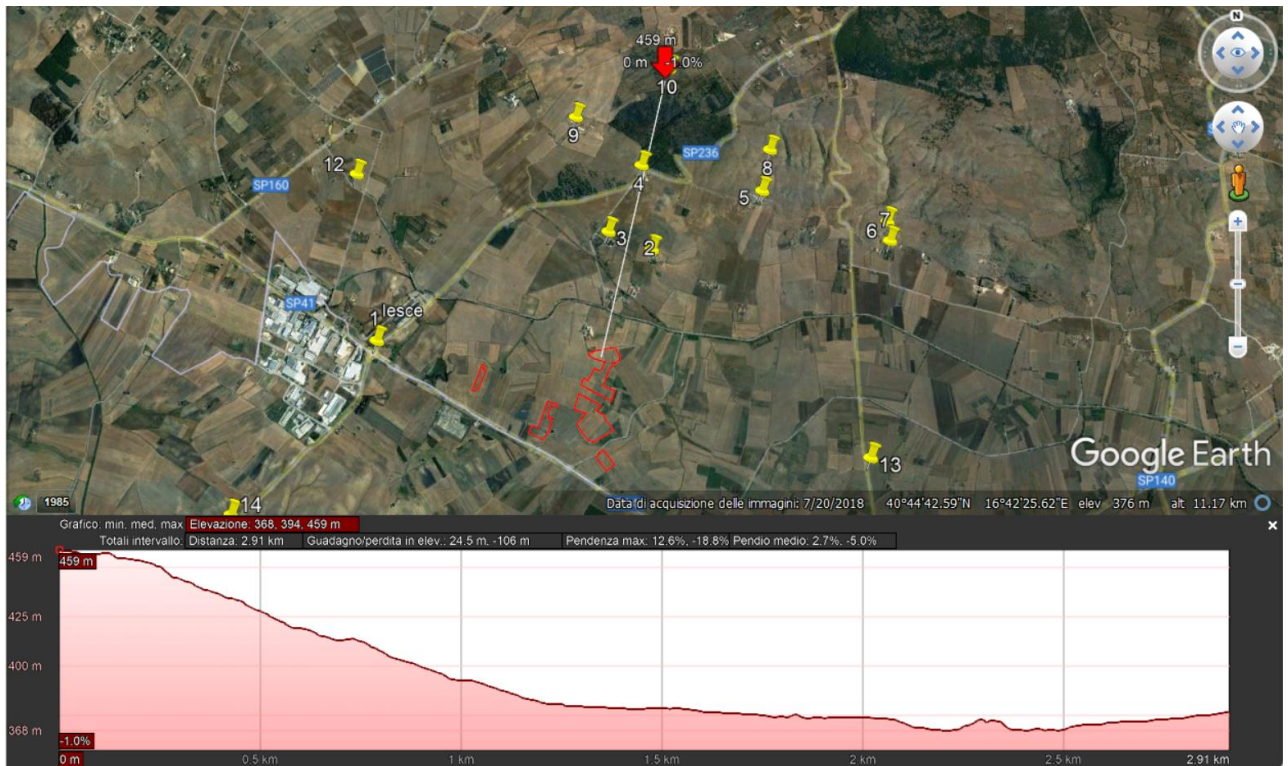 N
459 m
0 m -1.0%
10
9
SP236
12
8
4
SP160
5
7
3
6
2
SP41
1 Iesce
13
Google Earth
SP140
14
1985
Data di acquisizione delle immagini: 7/20/2018 40°44'42.59"N 16°42'25.62"E elev 376 m alt 11.17 km
Grafico. min. med. max Elevazione: 368, 394, 459 m
Totali intervallo: Distanza: 2.91 km Guadagno/perdita in elev.: 24.5 m, -106 m Pendenza max: 12.6%, -18.8% Pendio medio: 2.7%, -5.0%
459 m
459 m
425 m
400 m
368 m
-1.0%
0 m 0.5 km 1 km 1.5 km 2 km 2.5 km 2.91 km